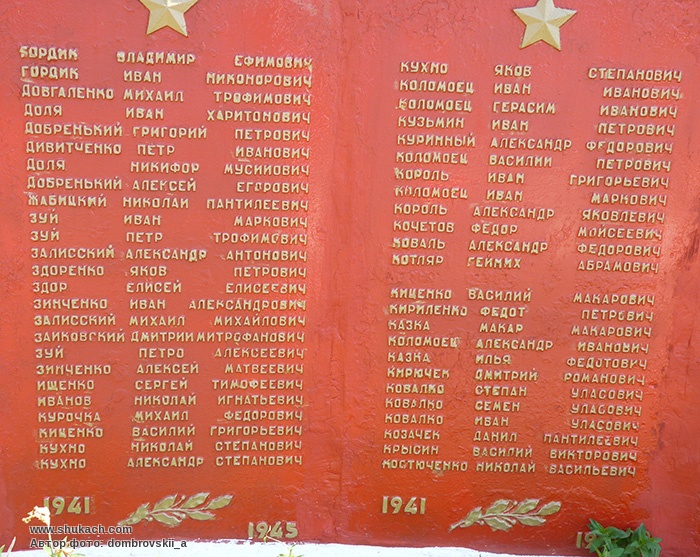 БОРДИК ВЛАДИМИР ЕФИМОВИЧ
ГОРДИК ИВАН НИКОНОРОВИЧ
ДОВГАЛЕНКО МИХАИЛ ТРОФИМОВИЧ
ДОЛЯ ИВАН ХАРИТОНОВИЧ
ДОБРЕНЬКИЙ ГРИГОРИЙ ПЕТРОВИЧ
ДИВИТЧЕНКО ПЕТР ИВАНОВИЧ
ДОЛЯ НИКИФОР МУСИИОВИЧ
ДОБРЕНЬКИЙ АЛЕКСЕЙ ЕГОРОВИЧ
ЖАБИЦКИЙ НИКОЛАЙ ПАНТИЛЕЕВИЧ
ЗУЙ ИВАН МАРКОВИЧ
ЗУЙ ПЕТР ТРОФИМОВИЧ
ЗАЛИССКИЙ АЛЕКСАНДР АНТОНОВИЧ
ЗДОРЕНКО ЯКОВ ПЕТРОВИЧ
ЗДОР ЕЛИСЕЙ ЕЛИСЕЕВИЧ
ЗИНЧЕНКО ИВАН АЛЕКСАНДРОВИЧ
ЗАЛИССКИЙ МИХАИЛ МИХАЙЛОВИЧ
ЗАИКОВСКИЙ ДМИТРИЙ МИТРОФАНОВИЧ
ЗУЙ ПЕТРО АЛЕКСЕЕВИЧ
ЗИНЧЕНКО АЛЕКСЕЙ МАТВЕЕВИЧ
ИЩЕНКО СЕРГЕЙ ТИМОФЕЕВИЧ
ИВАНОВ НИКОЛАЙ ИГНАТЬЕВИЧ
КУРОЧКА МИХАИЛ ФЕДОРОВИЧ
КИЦЕНКО ВАСИЛИЙ ГРИГОРЬЕВИЧ
КУХНО НИКОЛАЙ СТЕПАНОВИЧ
КУХНО АЛЕКСАНДР СТЕПАНОВИЧ
1941
1945
КУХНО ЯКОВ СТЕПАНОВИЧ
КОЛОМОЕЦ ИВАН ИВАНОВИЧ
КОЛОМОЕЦ ГЕРАСИМ ИВАНОВИЧ
КУЗЬМИН ИВАН ПЕТРОВИЧ
КУРИННЫЙ АЛЕКСАНДР ФЕДОРОВИЧ
КОЛОМОЕЦ ВАСИЛИЙ ПЕТРОВИЧ
КОРОЛЬ ИВАН ГРИГОРЬЕВИЧ
КОЛОМОЕЦ ИВАН МАРКОВИЧ
КОРОЛЬ АЛЕКСАНДР ЯКОВЛЕВИЧ
КОЧЕТОВ ФЕДОР МОИСЕЕВИЧ
КОВАЛЬ АЛЕКСАНДР ФЕДОРОВИЧ
КОТЛЯР ГЕЙНИХ АБРАМОВИЧ
КИЦЕНКО ВАСИЛИЙ МАКАРОВИЧ
КИРИЛЕНКО ФЕДОТ ПЕТРОВИЧ
КАЗКА МАКАР МАКАРОВИЧ
КОЛОМОЕЦ АЛЕКСАНДР ИВАНОВИЧ
КАЗКА ИЛЬЯ ФЕДОТОВИЧ
КИРЮЧЕК ДМИТРИЙ РОМАНОВИЧ
КОВАЛКО СТЕПАН УЛАСОВИЧ
КОВАЛКО СЕМЕН УЛАСОВИЧ
КОВАЛКО ИВАН УЛАСОВИЧ
КОЗАЧЕК ДАНИЛ ПАНТИЛЕЕВИЧ
КРЫСИН ВАСИЛИЙ ВИКТОРОВИЧ
КОСТЮЧЕНКО НИКОЛАЙ ВАСИЛЬЕВИЧ
1941
www.shukach.com
Автор фото: dombrovskii_a